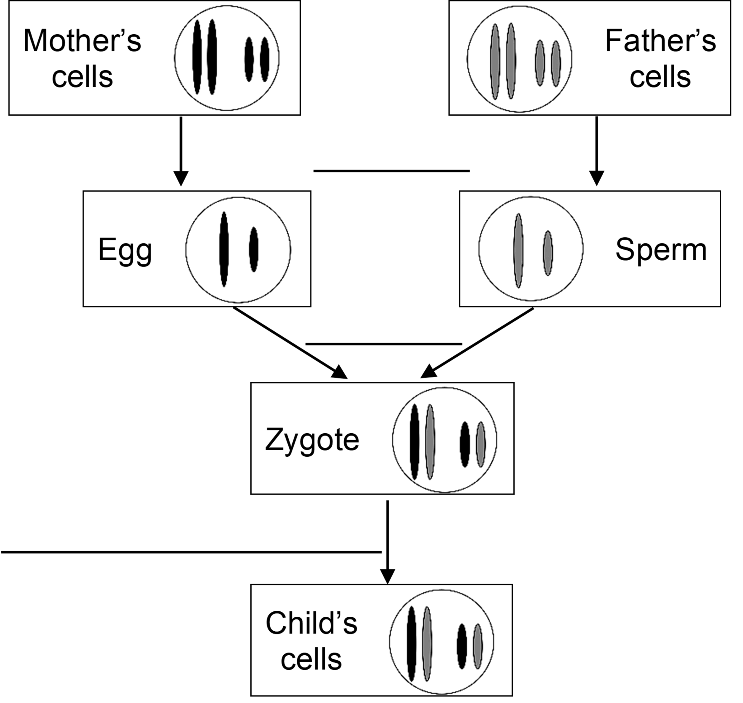 Mother's
cells
Father's
cells
Egg
Sperm
Zygote
Child's
cells